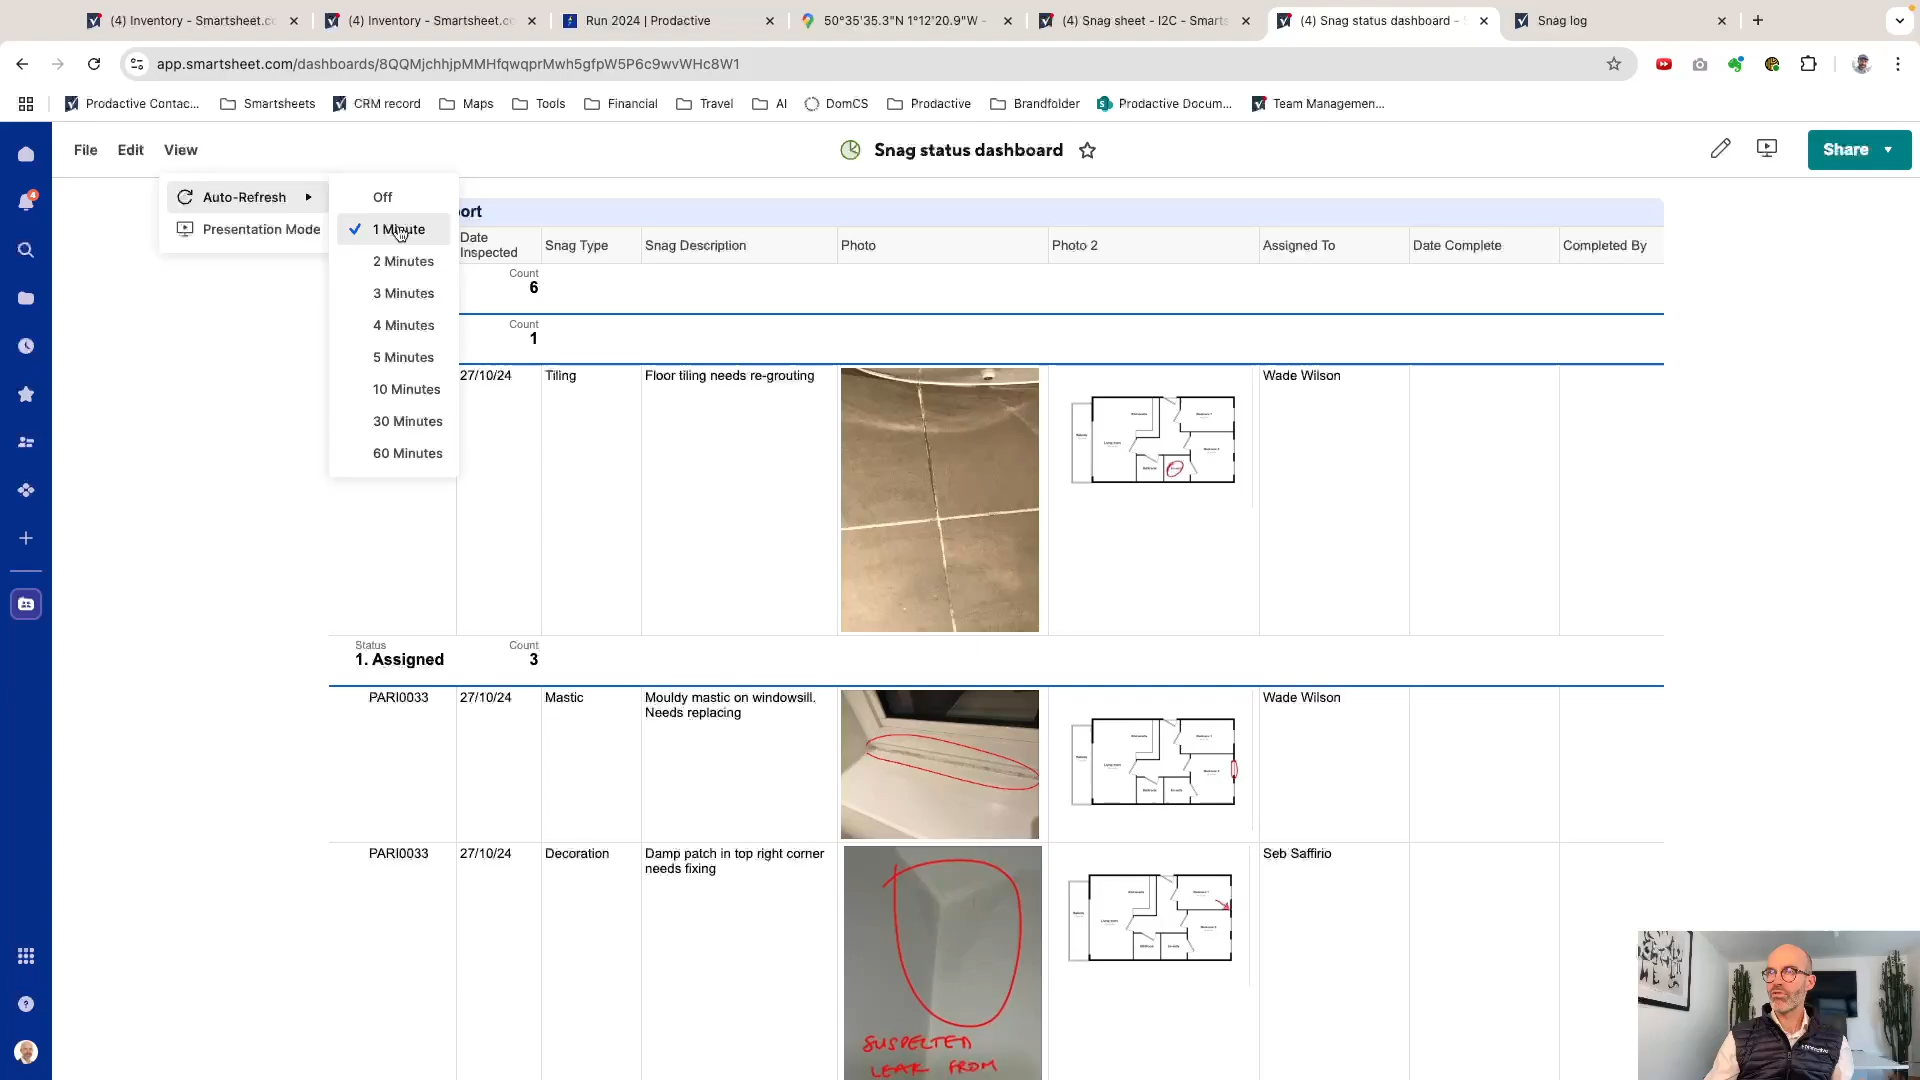 (4) Inventory - Smartsheet.co
(4) Inventory - Smartsheet.co
Run 2024 | Prodactive
50°35'35.3"N 1°12'20.9"W -
(4) Snag sheet - I2C - Smarts
(4) Snag status dashboard -
Snag log
app.smartsheet.com/dashboards/8QQMjchhjpMMHfqwqprMwh5gfpW5P6c9wvWHc8W1
Prodactive Contac...
Smartsheets
CRM record
Maps
Tools
Financial
Travel
AI
DomCS
Prodactive
Brandfolder
Prodactive Docum...
Team Managemen...
File
Edit
View
Snag status dashboard
Share
4
Auto-Refresh
Presentation Mode
Off
1 Minute
2 Minutes
3 Minutes
4 Minutes
5 Minutes
10 Minutes
30 Minutes
60 Minutes
ort
Date Inspected
Snag Type
Snag Description
Photo
Photo 2
Assigned To
Date Complete
Completed By
Count
6
Count
1
27/10/24
Tiling
Floor tiling needs re-grouting
Wade Wilson
Status
1. Assigned
Count
3
PARI0033
27/10/24
Mastic
Mouldy mastic on windowsill.
Needs replacing
Wade Wilson
PARI0033
27/10/24
Decoration
Damp patch in top right corner
needs fixing
Seb Saffirio
SUSPECTED
LEAK FROM